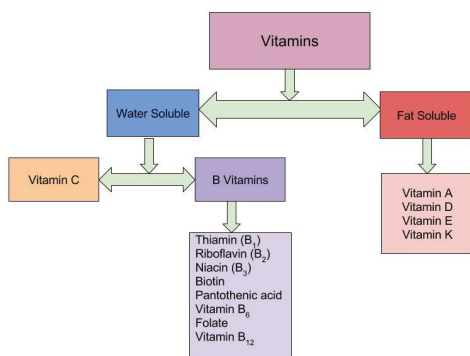 Vitamins
Water Soluble
Fat Soluble
Vitamin C
B Vitamins
Vitamin A
Vitamin D
Vitamin E
Vitamin K
Thiamin (B₁)
Riboflavin (B₂)
Niacin (B₃)
Biotin
Pantothenic acid
Vitamin B₆
Folate
Vitamin B₁₂